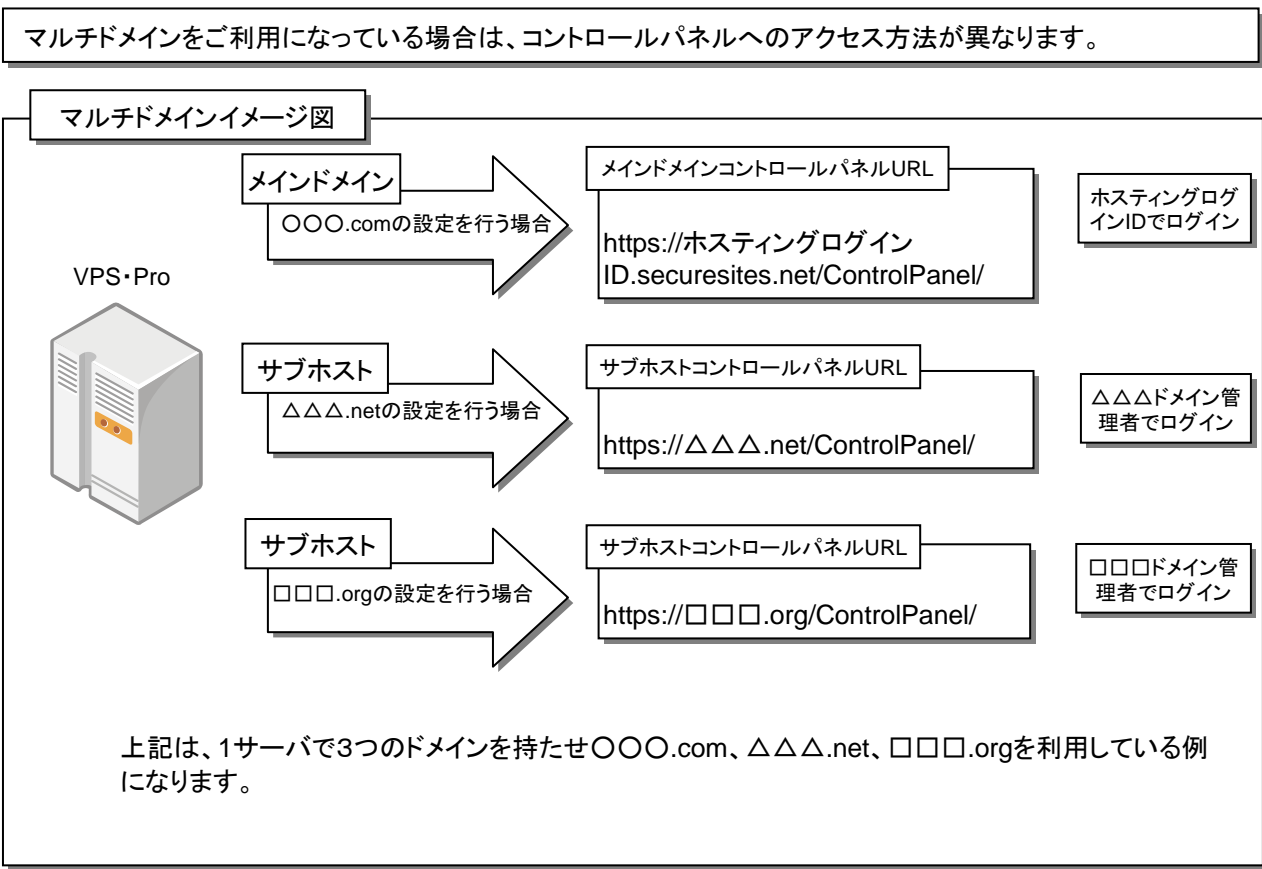 マルチドメインをご利用になっている場合は、コントロールパネルへのアクセス方法が異なります。
マルチドメインイメージ図
VPS・Pro
メインドメイン
〇〇〇.comの設定を行う場合
メインドメインコントロールパネルURL
https://ホスティングログイン
ID.securesites.net/ControlPanel/
ホスティングログ
インIDでログイン
サブホスト
△△△.netの設定を行う場合
サブホストコントロールパネルURL
https://△△△.net/ControlPanel/
△△△ドメイン管
理者でログイン
サブホスト
□□□.orgの設定を行う場合
サブホストコントロールパネルURL
https://□□□.org/ControlPanel/
□□□ドメイン管
理者でログイン
上記は、1サーバで３つのドメインを持たせ〇〇〇.com、△△△.net、□□□.orgを利用している例
になります。